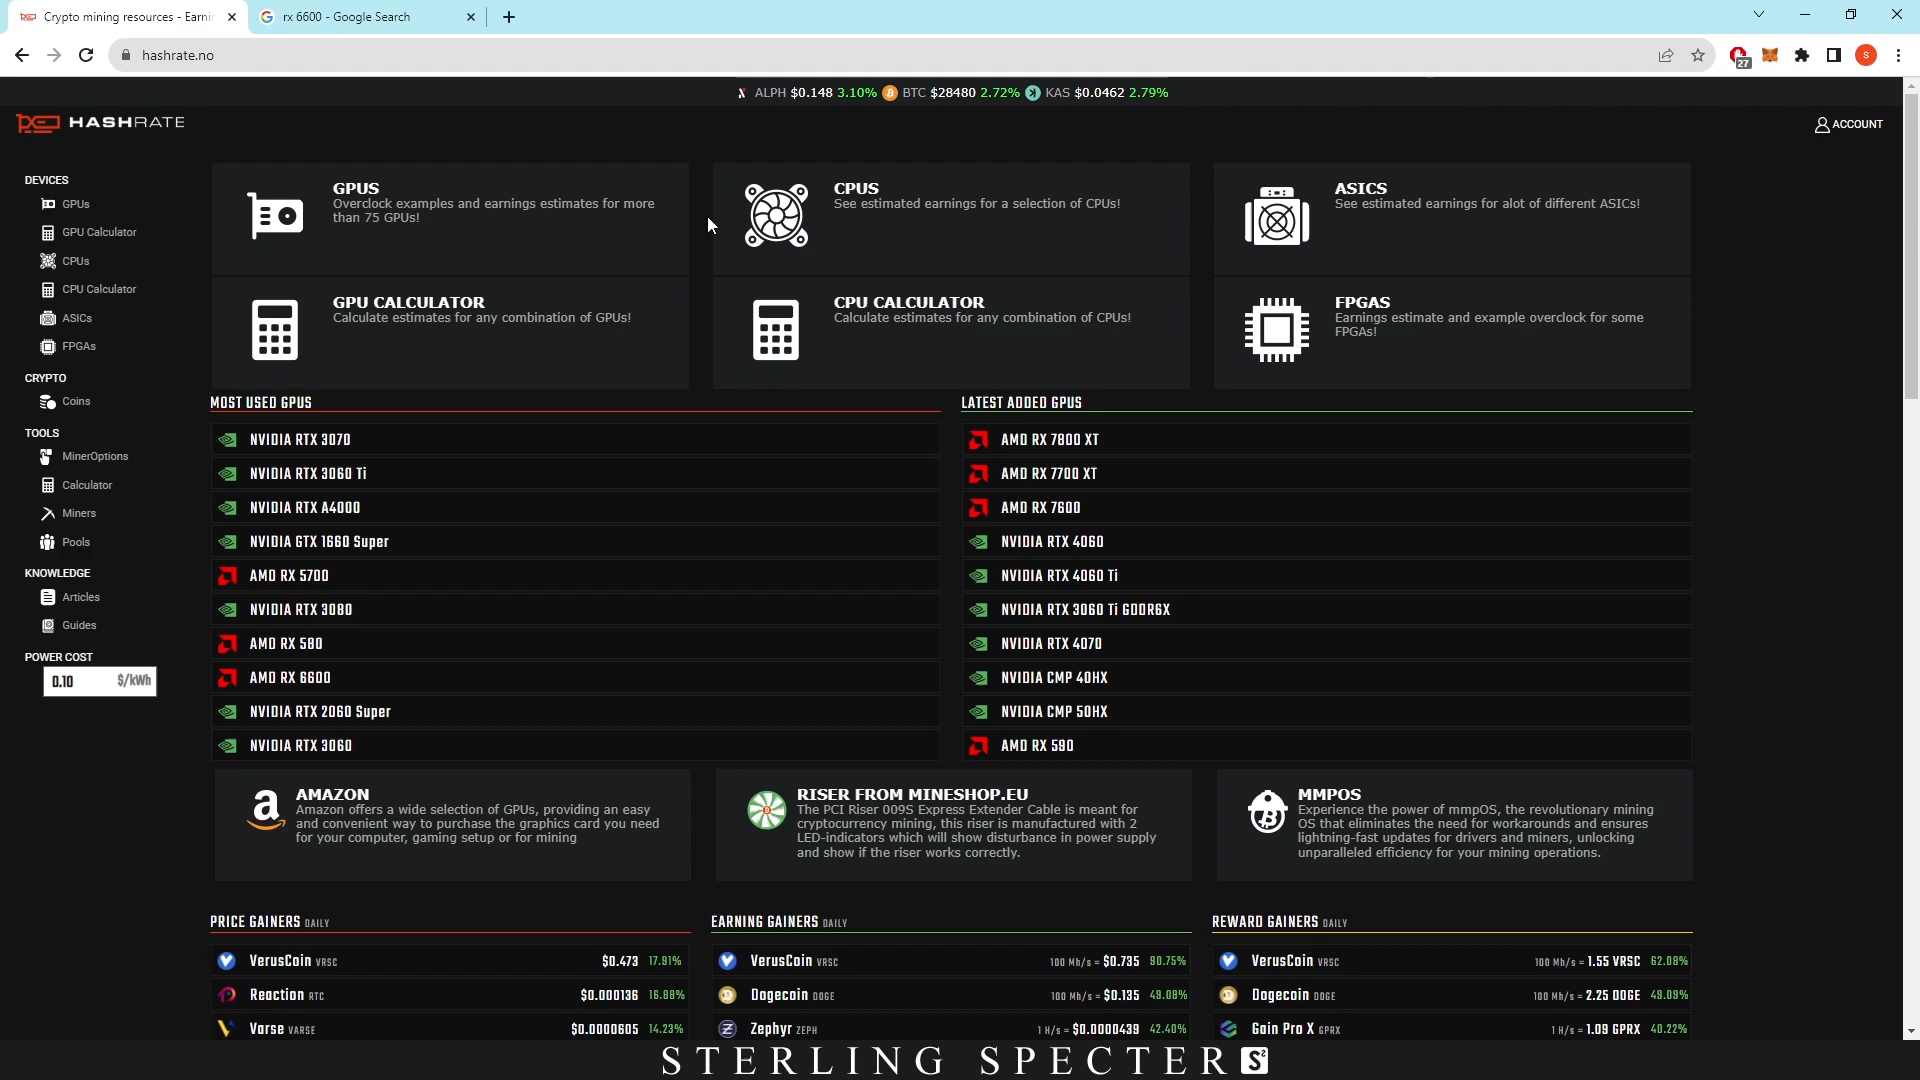 Crypto mining resources - Earnin
rx 6600 - Google Search
hashrate.no
27
S
ALPH $0.148 3.10% BTC $28480 2.72% KAS $0.0462 2.79%
HASHRATE
ACCOUNT
DEVICES
GPUs
GPU Calculator
CPUs
CPU Calculator
ASICs
FPGAs
CRYPTO
Coins
TOOLS
MinerOptions
Calculator
Miners
Pools
KNOWLEDGE
Articles
Guides
POWER COST
0.10 $/kWh
GPUS
Overclock examples and earnings estimates for more
than 75 GPUs!
CPUS
See estimated earnings for a selection of CPUs!
ASICS
See estimated earnings for alot of different ASICs!
GPU CALCULATOR
Calculate estimates for any combination of GPUs!
CPU CALCULATOR
Calculate estimates for any combination of CPUs!
FPGAS
Earnings estimate and example overclock for some
FPGAs!
MOST USED GPUS
NVIDIA RTX 3070
NVIDIA RTX 3060 Ti
NVIDIA RTX A4000
NVIDIA GTX 1660 Super
AMD RX 5700
NVIDIA RTX 3080
AMD RX 580
AMD RX 6600
NVIDIA RTX 2060 Super
NVIDIA RTX 3060
LATEST ADDED GPUS
AMD RX 7800 XT
AMD RX 7700 XT
AMD RX 7600
NVIDIA RTX 4060
NVIDIA RTX 4060 Ti
NVIDIA RTX 3060 Ti GDDR6X
NVIDIA RTX 4070
NVIDIA CMP 40HX
NVIDIA CMP 50HX
AMD RX 590
AMAZON
Amazon offers a wide selection of GPUs, providing an easy
and convenient way to purchase the graphics card you need
for your computer, gaming setup or for mining
RISER FROM MINESHOP.EU
The PCI Riser 009S Express Extender Cable is meant for
cryptocurrency mining, this riser is manufactured with 2
LED-indicators which will show disturbance in power supply
and show if the riser works correctly.
MMPOS
Experience the power of mmpOS, the revolutionary mining
OS that eliminates the need for workarounds and ensures
lightning-fast updates for drivers and miners, unlocking
unparalleled efficiency for your mining operations.
PRICE GAINERS DAILY
VerusCoin VRSC $0.473 17.91%
Reaction RTC $0.000136 16.88%
Varse VARSE $0.0000605 14.23%
EARNING GAINERS DAILY
VerusCoin VRSC 100 Mh/s = $0.735 90.75%
Dogecoin DOGE 100 Mh/s = $0.135 49.08%
Zephyr ZEPH 1 H/s = $0.0000439 42.40%
REWARD GAINERS DAILY
VerusCoin VRSC 100 Mh/s = 1.55 VRSC 62.08%
Dogecoin DOGE 100 Mh/s = 2.25 DOGE 49.09%
Gain Pro X GPRX 1 H/s = 1.09 GPRX 40.22%
STERLING SPECTER S²